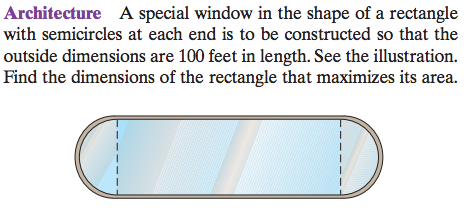 Architecture A special window in the shape of a rectangle
with semicircles at each end is to be constructed so that the
outside dimensions are 100 feet in length. See the illustration.
Find the dimensions of the rectangle that maximizes its area.